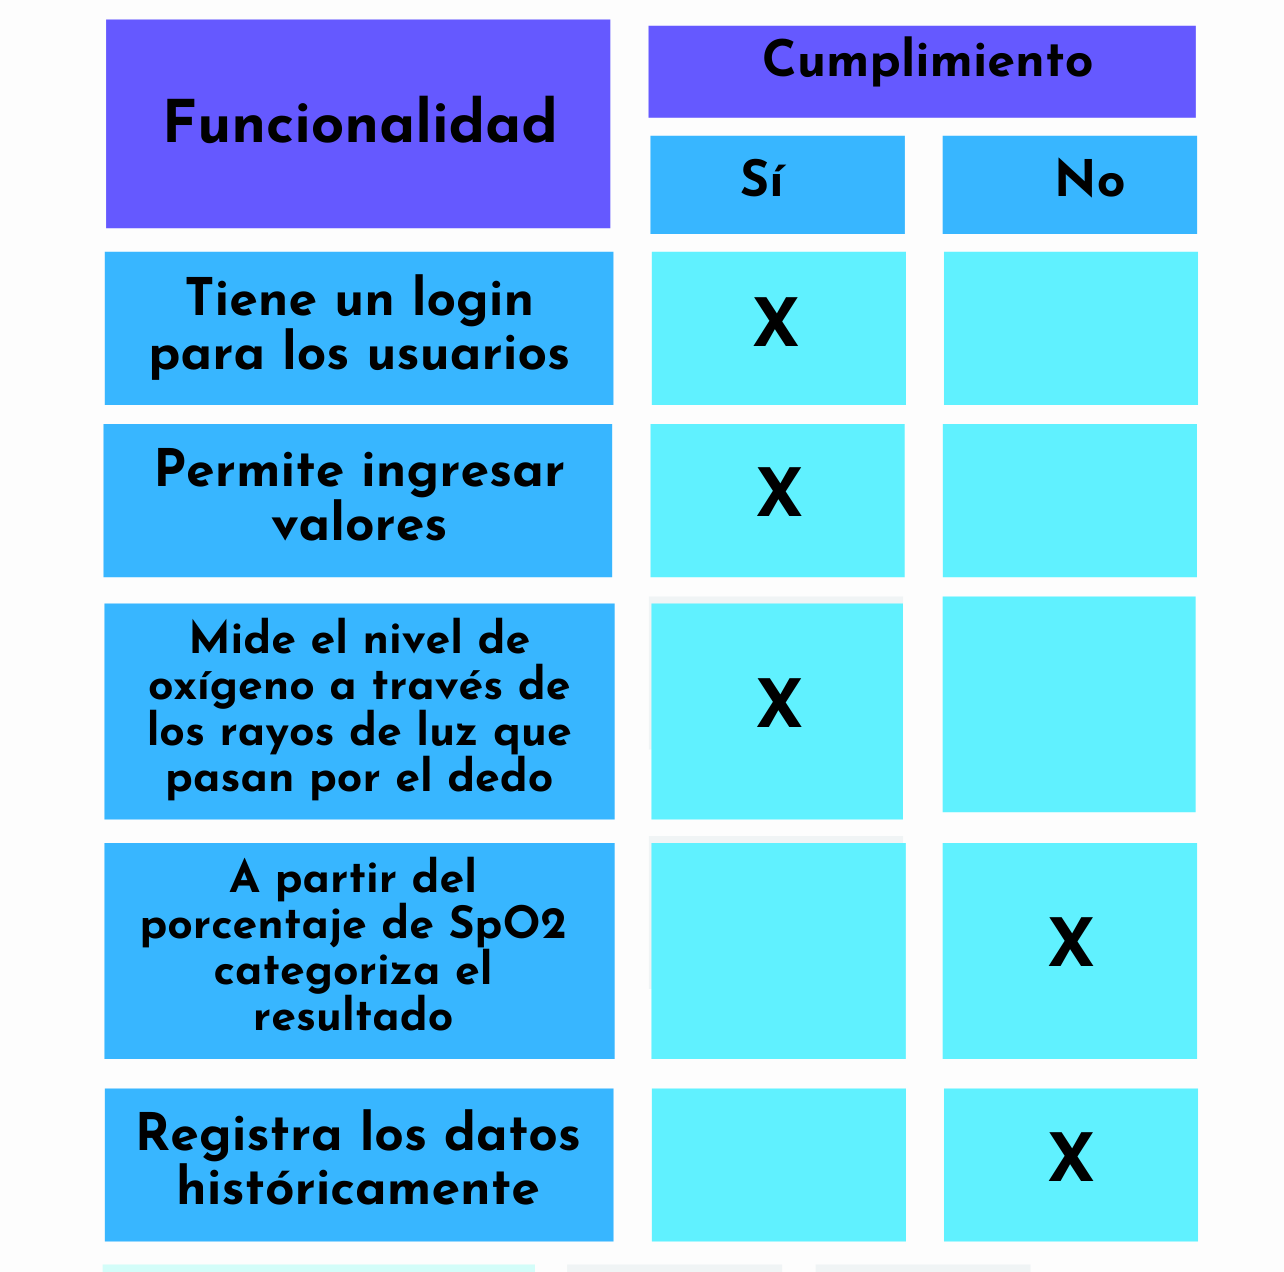 Funcionalidad
Cumplimiento
Sí
No
Tiene un login
para los usuarios
X
Permite ingresar
valores
X
Mide el nivel de
oxígeno a través de
los rayos de luz que
pasan por el dedo
X
A partir del
porcentaje de SpO2
categoriza el
resultado
X
Registra los datos
históricamente
X